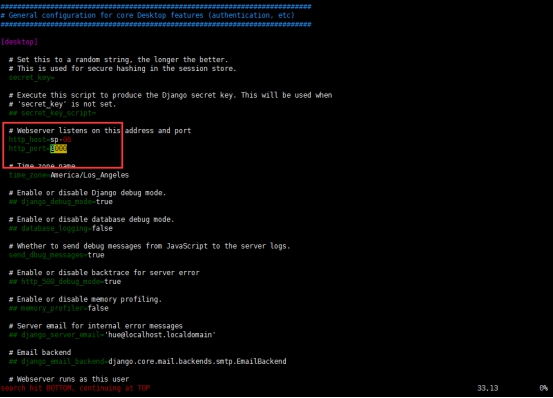 ###########################################################################
# General configuration for core Desktop features (authentication, etc)
###########################################################################
[desktop]
# Set this to a random string, the longer the better.
# This is used for secure hashing in the session store.
secret_key=
# Execute this script to produce the Django secret key. This will be used when
# 'secret_key' is not set.
## secret_key_script=
# Webserver listens on this address and port
http_host=sp-06
http_port=1000
# Time zone name
time_zone=America/Los_Angeles
# Enable or disable Django debug mode.
## django_debug_mode=true
# Enable or disable database debug mode.
## database_logging=false
# Whether to send debug messages from JavaScript to the server logs.
send_dbug_messages=true
# Enable or disable backtrace for server error
## http_500_debug_mode=true
# Enable or disable memory profiling.
## memory_profiler=false
# Server email for internal error messages
## django_server_email='hue@localhost.localdomain'
# Email backend
## django_email_backend=django.core.mail.backends.smtp.EmailBackend
# Webserver runs as this user
search hit BOTTOM, continuing at TOP 33,13 0%